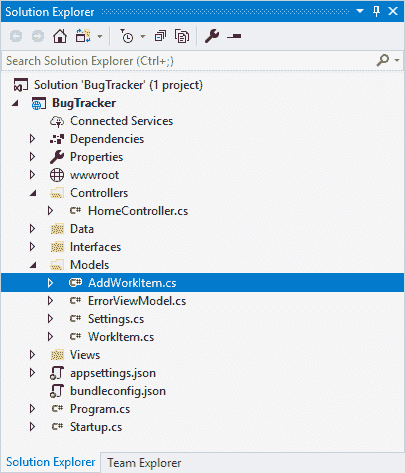 Solution Explorer
Search Solution Explorer (Ctrl+;)
Solution 'BugTracker' (1 project)
BugTracker
Connected Services
Dependencies
Properties
wwwroot
Controllers
C# HomeController.cs
Data
Interfaces
Models
C# AddWorkItem.cs
C# ErrorViewModel.cs
C# Settings.cs
C# WorkItem.cs
Views
appsettings.json
bundleconfig.json
C# Program.cs
C# Startup.cs
Solution Explorer Team Explorer